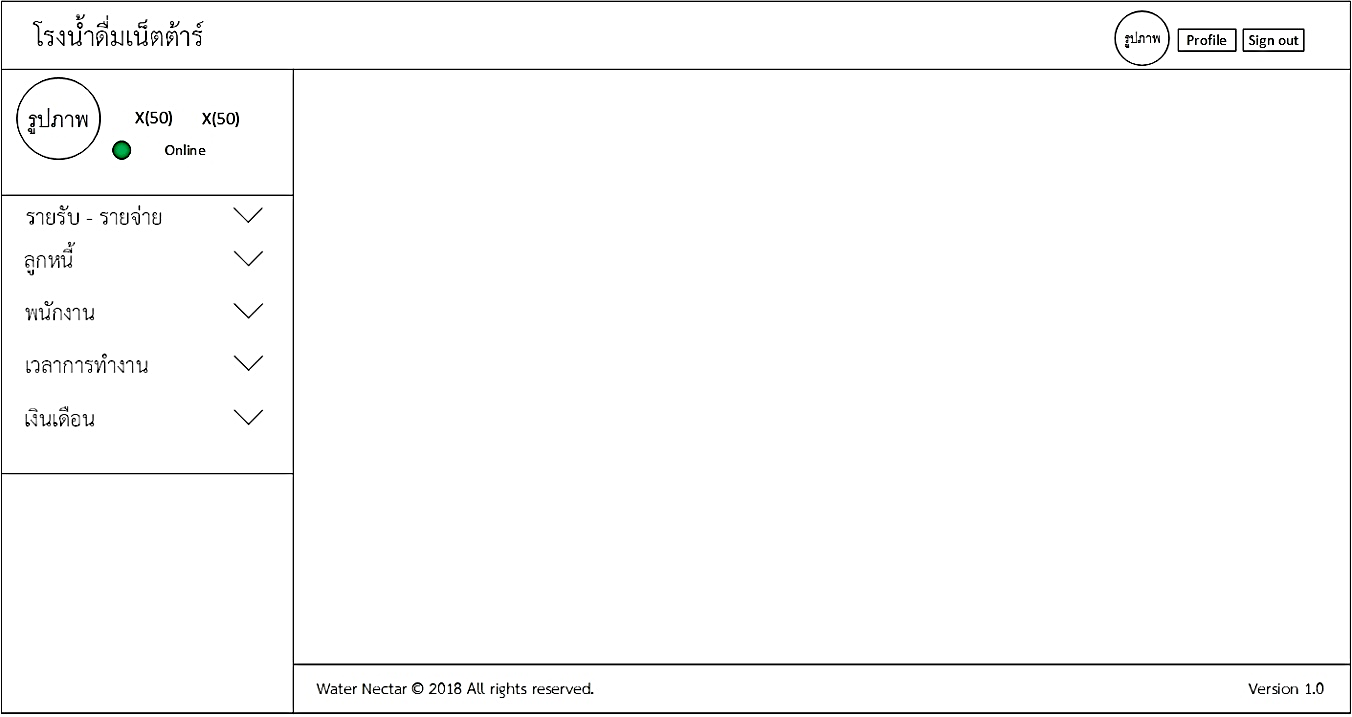 โรงน้ำดื่มเน็ตต้าร์
รูปภาพ Profile Sign out
รูปภาพ X(50) X(50)
Online
รายรับ - รายจ่าย
ลูกหนี้
พนักงาน
เวลาการทำงาน
เงินเดือน
Water Nectar © 2018 All rights reserved. Version 1.0